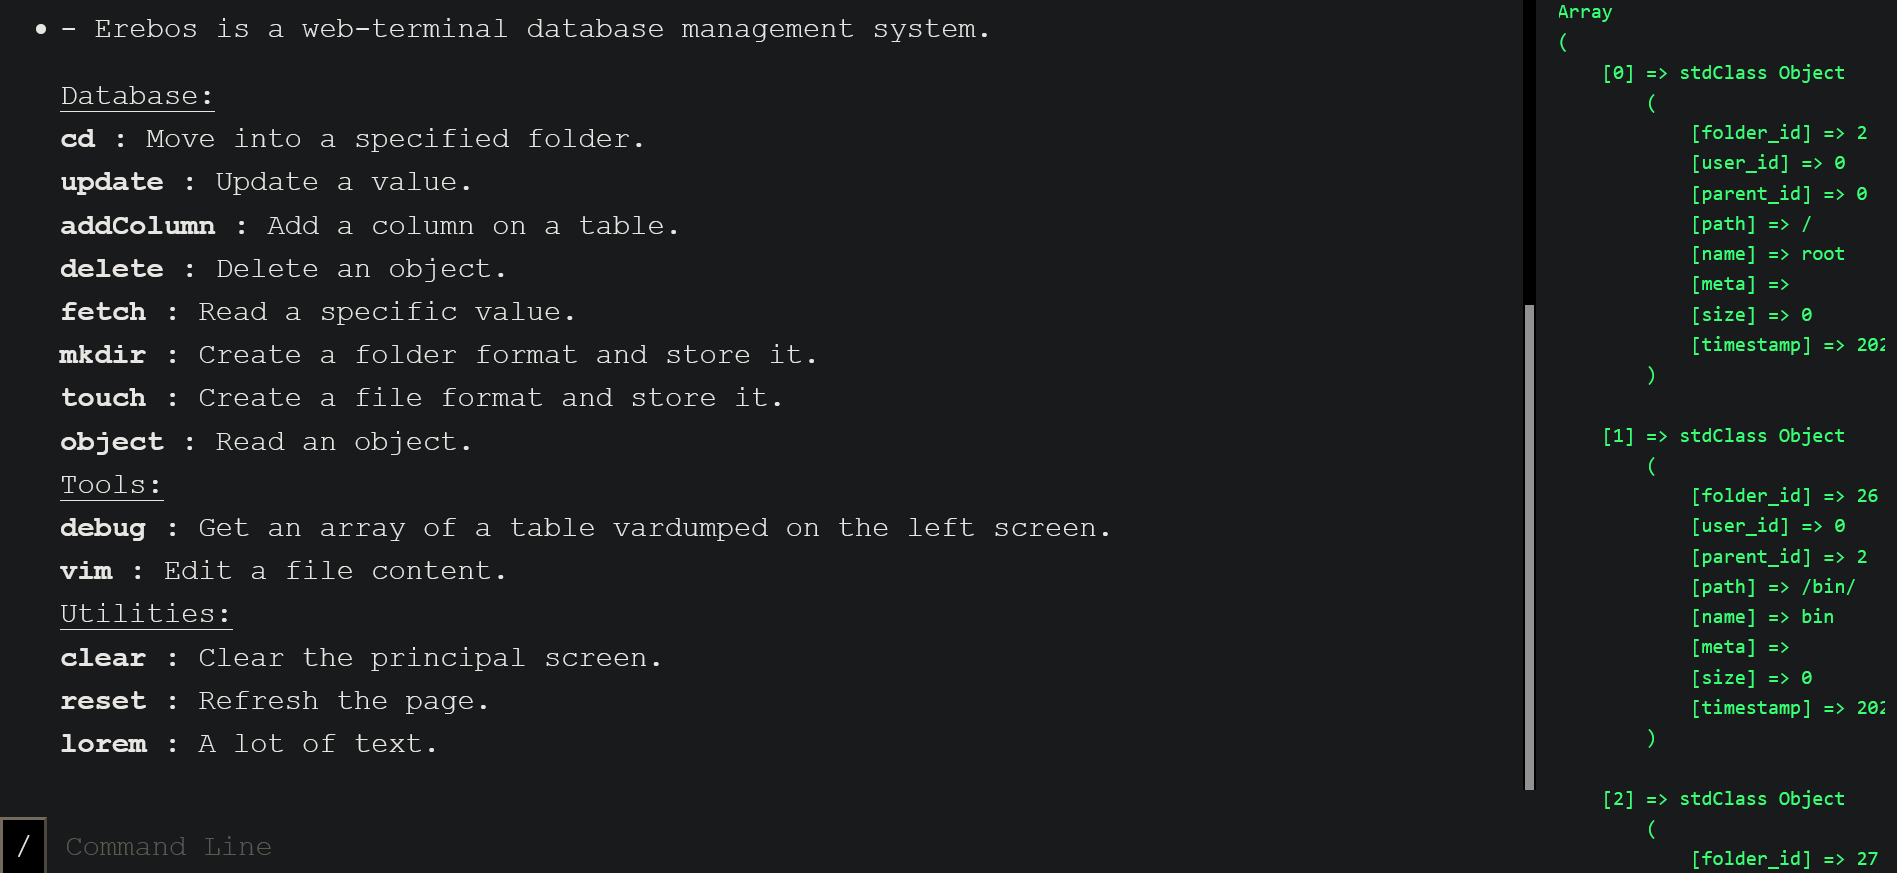 - Erebos is a web-terminal database management system.
Database:
cd : Move into a specified folder.
update : Update a value.
addColumn : Add a column on a table.
delete : Delete an object.
fetch : Read a specific value.
mkdir : Create a folder format and store it.
touch : Create a file format and store it.
object : Read an object.
Tools:
debug : Get an array of a table vardumped on the left screen.
vim : Edit a file content.
Utilities:
clear : Clear the principal screen.
reset : Refresh the page.
lorem : A lot of text.
/ Command Line
Array
(
[0] => stdClass Object
(
[folder_id] => 2
[user_id] => 0
[parent_id] => 0
[path] => /
[name] => root
[meta] =>
[size] => 0
[timestamp] => 202
)
[1] => stdClass Object
(
[folder_id] => 26
[user_id] => 0
[parent_id] => 2
[path] => /bin/
[name] => bin
[meta] =>
[size] => 0
[timestamp] => 202
)
[2] => stdClass Object
(
[folder_id] => 27